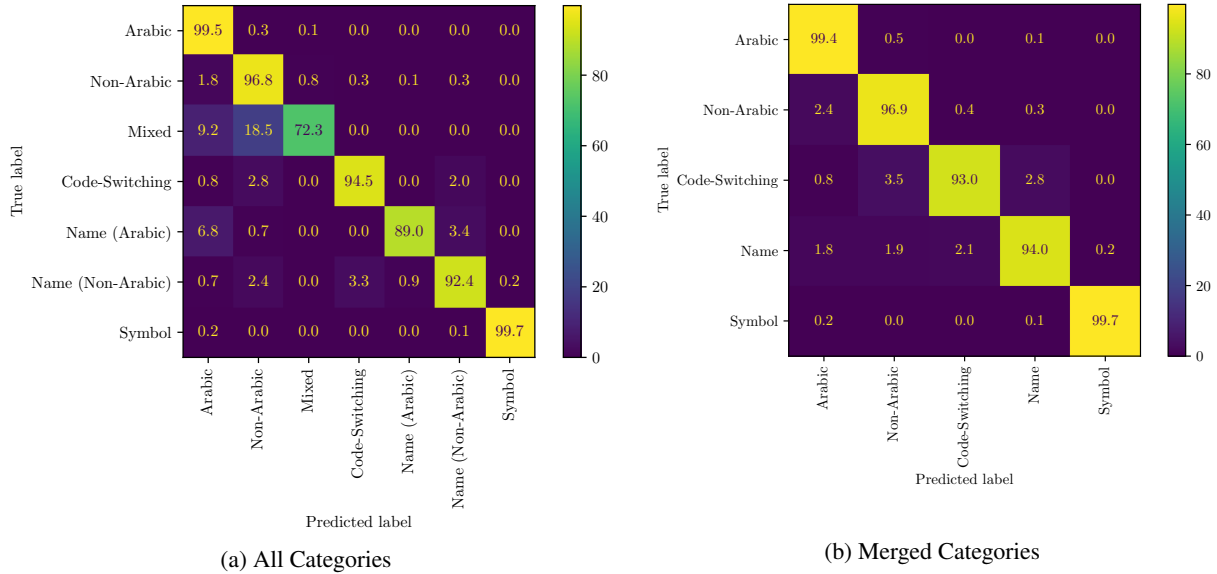 Arabic 99.5 0.3 0.1 0.0 0.0 0.0 0.0
Non-Arabic 1.8 96.8 0.8 0.3 0.1 0.3 0.0
Mixed 9.2 18.5 72.3 0.0 0.0 0.0 0.0
Code-Switching 0.8 2.8 0.0 94.5 0.0 2.0 0.0
Name (Arabic) 6.8 0.7 0.0 0.0 89.0 3.4 0.0
Name (Non-Arabic) 0.7 2.4 0.0 3.3 0.9 92.4 0.2
Symbol 0.2 0.0 0.0 0.0 0.0 0.1 99.7
True label
Arabic
Non-Arabic
Mixed
Code-Switching
Name (Arabic)
Name (Non-Arabic)
Symbol
Predicted label
80
60
40
20
0
(a) All Categories
Arabic 99.4 0.5 0.0 0.1 0.0
Non-Arabic 2.4 96.9 0.4 0.3 0.0
Code-Switching 0.8 3.5 93.0 2.8 0.0
Name 1.8 1.9 2.1 94.0 0.2
Symbol 0.2 0.0 0.0 0.1 99.7
True label
Arabic
Non-Arabic
Code-Switching
Name
Symbol
Predicted label
80
60
40
20
0
(b) Merged Categories